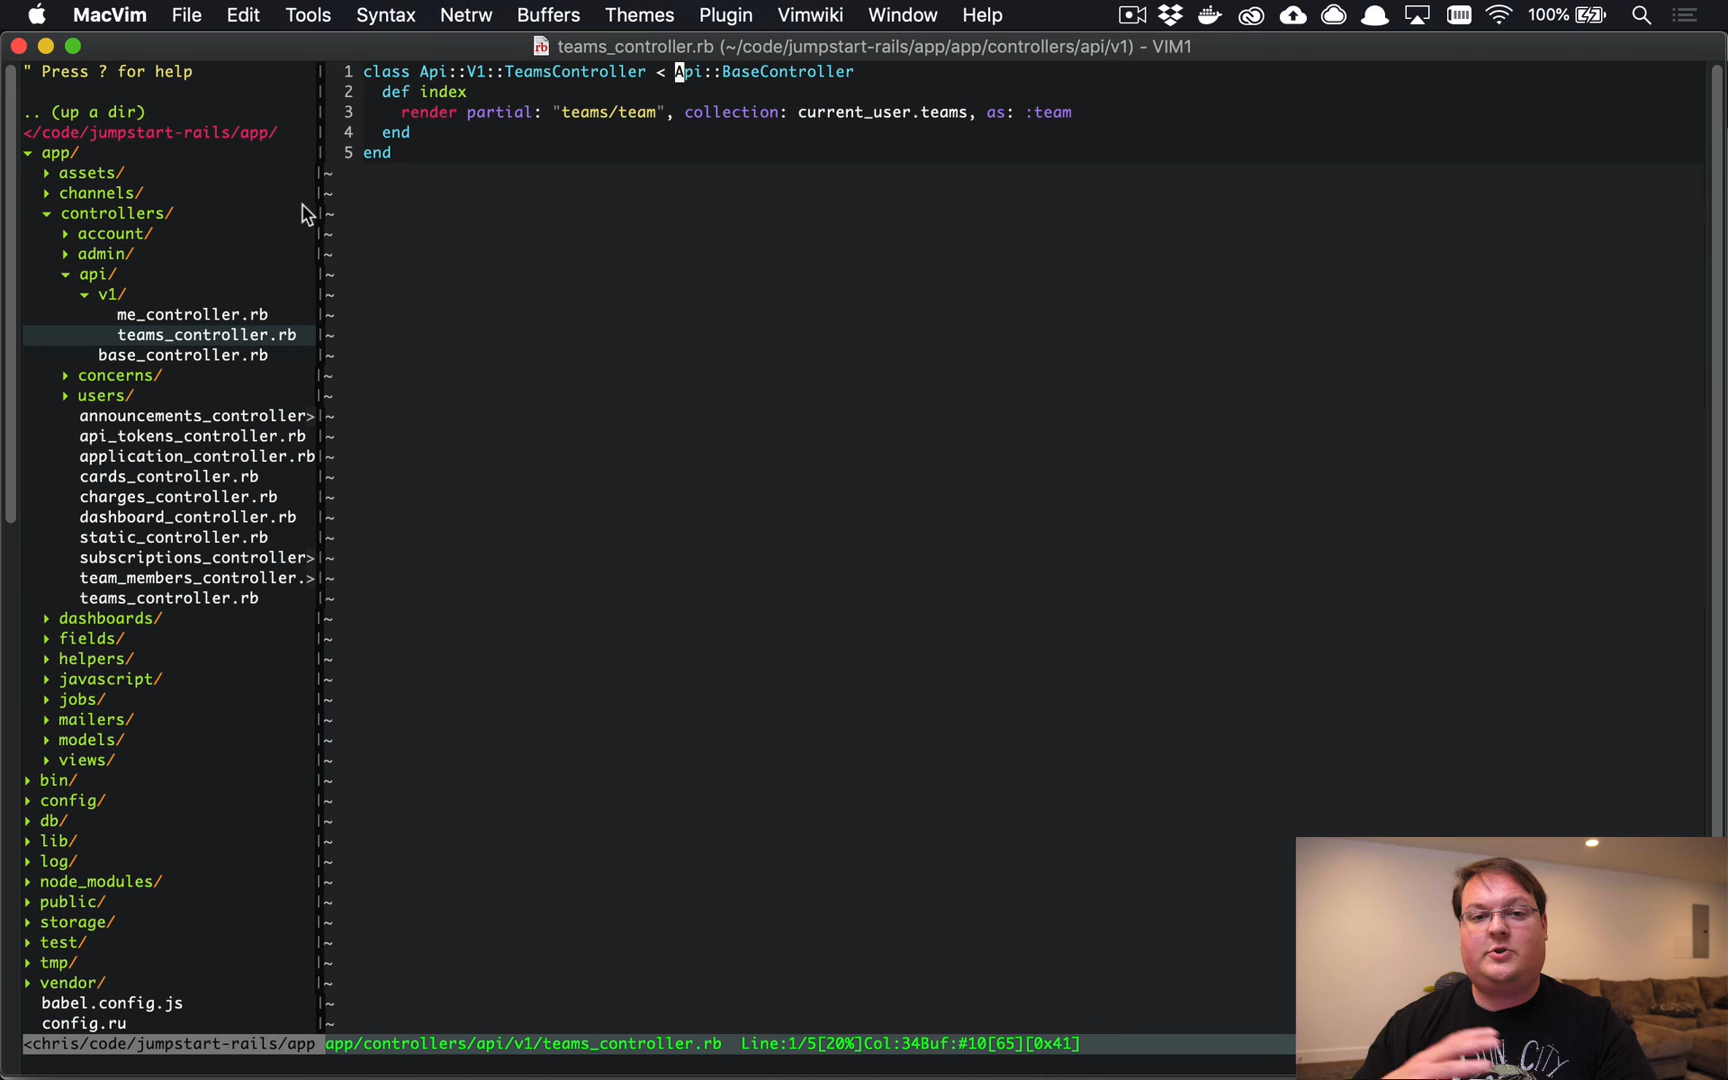 MacVim File Edit Tools Syntax Netrw Buffers Themes Plugin Vimwiki Window Help 100%
teams_controller.rb (~/code/jumpstart-rails/app/app/controllers/api/v1) - VIM1
" Press ? for help
.. (up a dir)
</code/jumpstart-rails/app/
app/
assets/
channels/
controllers/
account/
admin/
api/
v1/
me_controller.rb
teams_controller.rb
base_controller.rb
concerns/
users/
announcements_controller>
api_tokens_controller.rb
application_controller.rb
cards_controller.rb
charges_controller.rb
dashboard_controller.rb
static_controller.rb
subscriptions_controller>
team_members_controller.>
teams_controller.rb
dashboards/
fields/
helpers/
javascript/
jobs/
mailers/
models/
views/
bin/
config/
db/
lib/
log/
node_modules/
public/
storage/
test/
tmp/
vendor/
babel.config.js
config.ru
<chris/code/jumpstart-rails/app
1 class Api::V1::TeamsController < Api::BaseController
2 def index
3 render partial: "teams/team", collection: current_user.teams, as: :team
4 end
5 end
app/controllers/api/v1/teams_controller.rb Line:1/5[20%]Col:34Buf:#10[65][0x41]
CITY